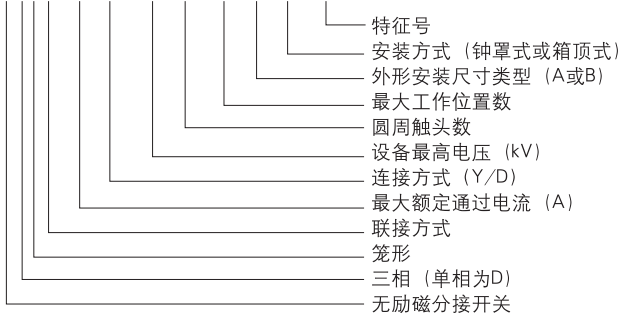 特征号
安装方式（钟罩式或箱顶式）
外形安装尺寸类型（A或B）
最大工作位置数
圆周触头数
设备最高电压（kV）
连接方式（Y/D）
最大额定通过电流（A）
联接方式
笼形
三相（单相为D）
无励磁分接开关